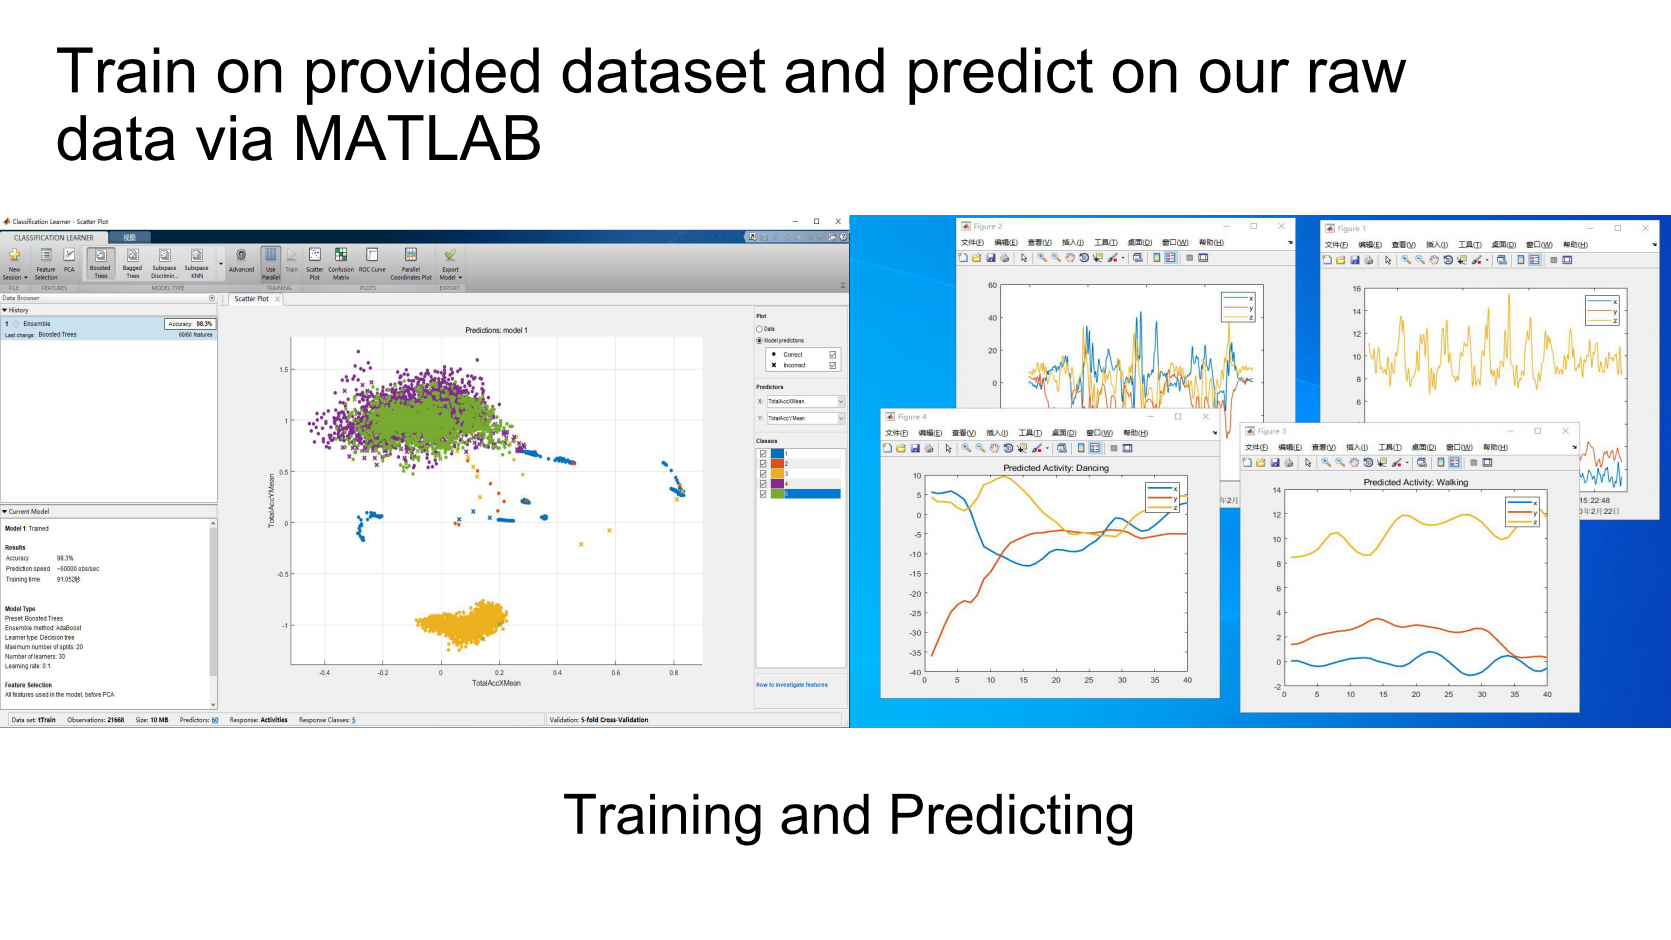 Train on provided dataset and predict on our raw
data via MATLAB
Classification Learner - Scatter Plot
CLASSIFICATION LEARNER 视图
New Session
Feature Selection
PCA
Boosted Trees
Bagged Trees
Subspace Discrimin...
Subspace KNN
Advanced
Use Parallel
Train
Scatter Plot
Confusion Matrix
ROC Curve
Parallel Coordinates Plot
Export Model
FILE FEATURES MODEL TYPE TRAINING PLOTS EXPORT
Data Browser
History
1 Ensemble Accuracy: 98.3%
Last change: Boosted Trees 60/60 features
Current Model
Model 1: Trained
Results
Accuracy 98.3%
Prediction speed ~60000 obs/sec
Training time 91.052秒
Model Type
Preset: Boosted Trees
Ensemble method: AdaBoost
Learner type: Decision tree
Maximum number of splits: 20
Number of learners: 30
Learning rate: 0.1
Feature Selection
All features used in the model, before PCA
Scatter Plot
Predictions: model 1
TotalAccYMean
1.5
1
0.5
0
-0.5
-1
-0.4 -0.2 0 0.2 0.4 0.6 0.8
TotalAccXMean
Plot
Data
Model predictions
Correct
Incorrect
Predictors
X: TotalAccXMean
Y: TotalAccYMean
Classes
1
2
3
4
5
How to investigate features
Data set: tTrain Observations: 21668 Size: 10 MB Predictors: 60 Response: Activities Response Classes: 5 Validation: 5-fold Cross-Validation
Figure 2
文件(F) 编辑(E) 查看(V) 插入(I) 工具(T) 桌面(D) 窗口(W) 帮助(H)
60
40
20
0
x
y
z
年2月
Figure 1
文件(F) 编辑(E) 查看(V) 插入(I) 工具(T) 桌面(D) 窗口(W) 帮助(H)
16
14
12
10
8
6
x
y
z
15:22:48
年2月22日
Figure 4
文件(F) 编辑(E) 查看(V) 插入(I) 工具(T) 桌面(D) 窗口(W) 帮助(H)
Predicted Activity: Dancing
10
5
0
-5
-10
-15
-20
-25
-30
-35
-40
0 5 10 15 20 25 30 35 40
x
y
z
Figure 3
文件(F) 编辑(E) 查看(V) 插入(I) 工具(T) 桌面(D) 窗口(W) 帮助(H)
Predicted Activity: Walking
14
12
10
8
6
4
2
0
-2
0 5 10 15 20 25 30 35 40
x
y
z
Training and Predicting